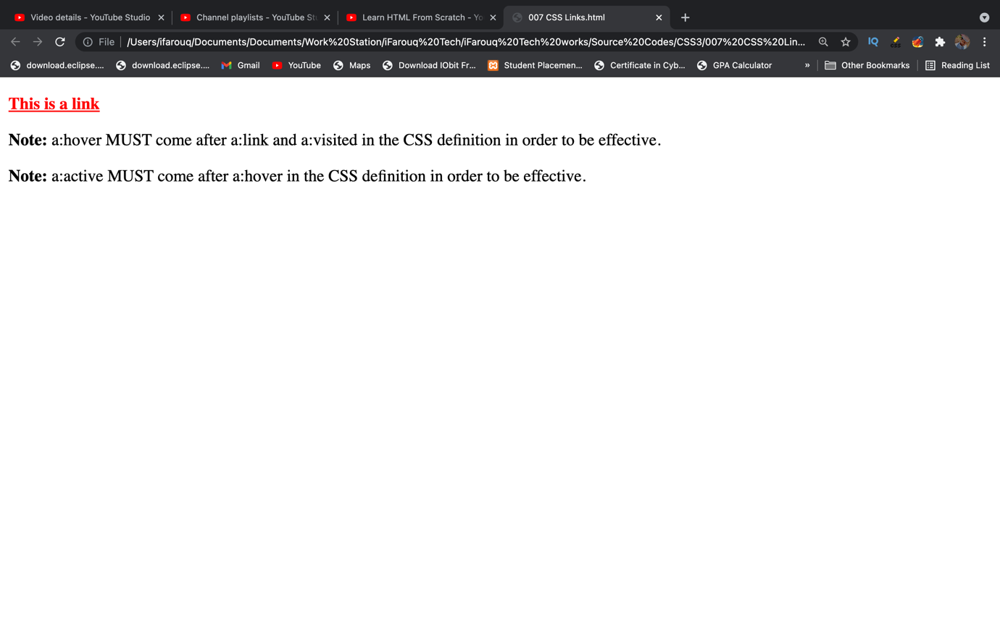 Video details - YouTube Studio
Channel playlists - YouTube Stu
Learn HTML From Scratch - Yo
007 CSS Links.html
File /Users/ifarouq/Documents/Documents/Work%20Station/iFarouq%20Tech/iFarouq%20Tech%20works/Source%20Codes/CSS3/007%20CSS%20Lin...
IQ
CSS
download.eclipse....
download.eclipse....
Gmail
YouTube
Maps
Download IObit Fr...
Student Placemen...
Certificate in Cyb...
GPA Calculator
»
Other Bookmarks
Reading List
This is a link
Note: a:hover MUST come after a:link and a:visited in the CSS definition in order to be effective.
Note: a:active MUST come after a:hover in the CSS definition in order to be effective.